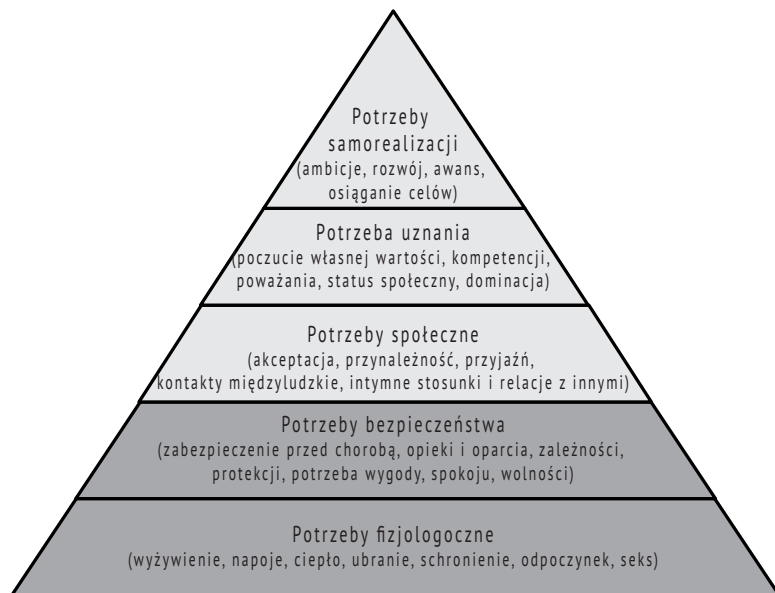 Potrzeby
samorealizacji
(ambicje, rozwój, awans,
osiąganie celów)
Potrzeba uznania
(poczucie własnej wartości, kompetencji,
poważania, status społeczny, dominacja)
Potrzeby społeczne
(akceptacja, przynależność, przyjaźń,
kontakty międzyludzkie, intymne stosunki i relacje z innymi)
Potrzeby bezpieczeństwa
(zabezpieczenie przed chorobą, opieki i oparcia, zależności,
protekcji, potrzeba wygody, spokoju, wolności)
Potrzeby fizjologoczne
(wyżywienie, napoje, ciepło, ubranie, schronienie, odpoczynek, seks)